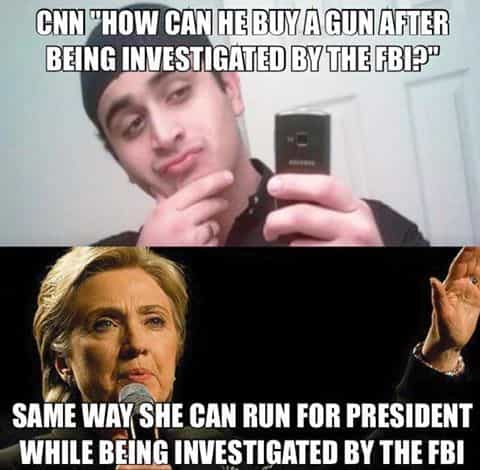 CNN "HOW CAN HE BUY A GUN AFTER
BEING INVESTIGATED BY THE FBI?"
SAME WAY SHE CAN RUN FOR PRESIDENT
WHILE BEING INVESTIGATED BY THE FBI